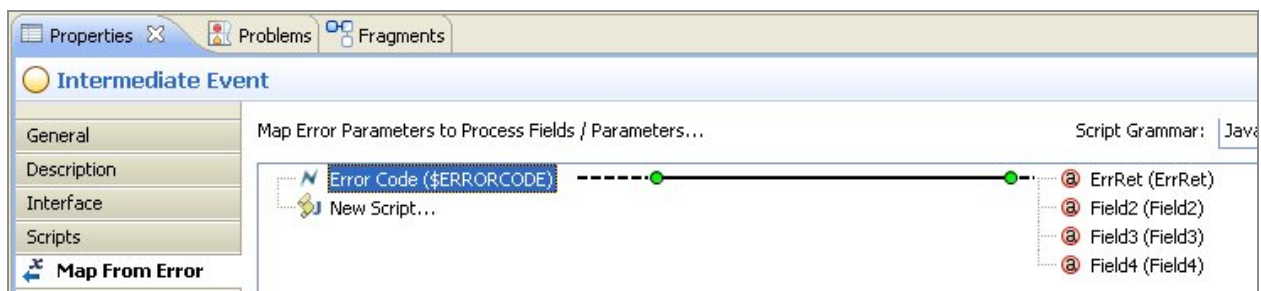 Properties Problems Fragments
Intermediate Event
General
Map Error Parameters to Process Fields / Parameters...
Script Grammar: Java
Description
Error Code ($ERRORCODE)
ErrRet (ErrRet)
Interface
New Script...
Field2 (Field2)
Scripts
Field3 (Field3)
Map From Error
Field4 (Field4)